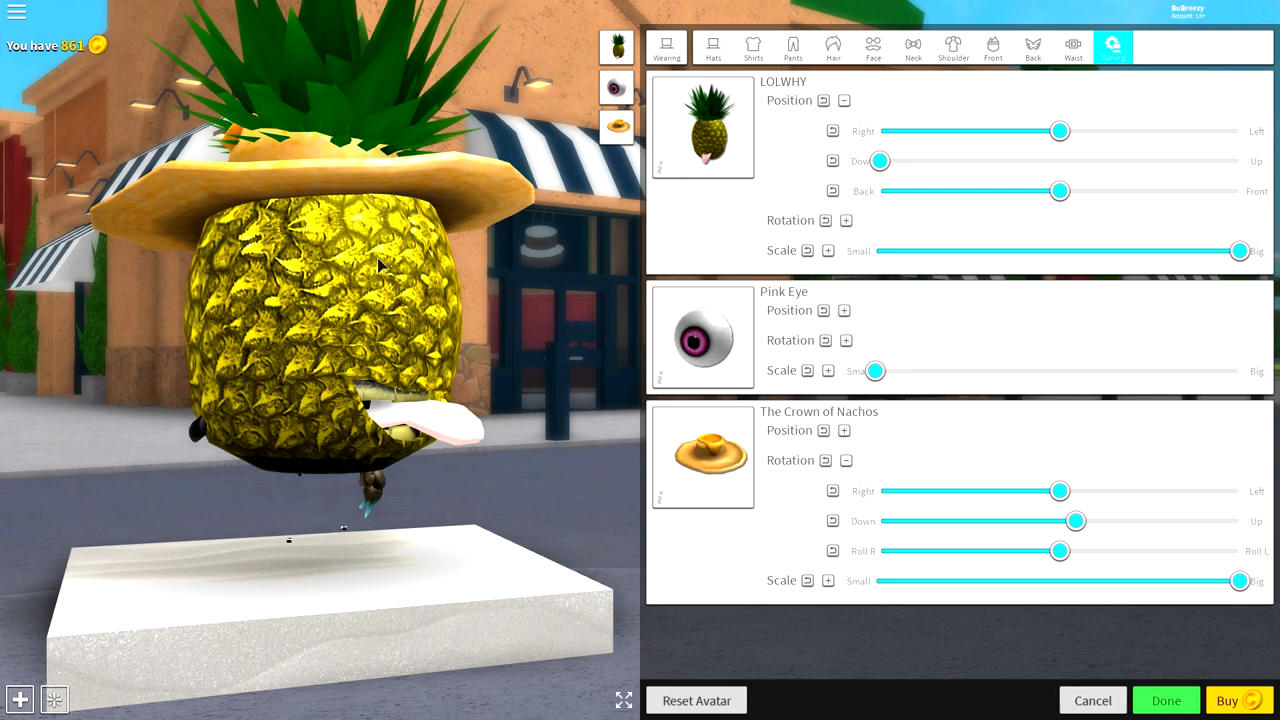 BuBreezy
Account: 13+
You have 861
Wearing
Hats
Shirts
Pants
Hair
Face
Neck
Shoulder
Front
Back
Waist
LOLWHY
Position
Right Left
Dow Up
Back Front
Rotation
Scale Small Big
Pink Eye
Position
Rotation
Scale Sma Big
The Crown of Nachos
Position
Rotation
Right Left
Down Up
Roll R Roll L
Scale Small Big
Reset Avatar
Cancel
Done
Buy